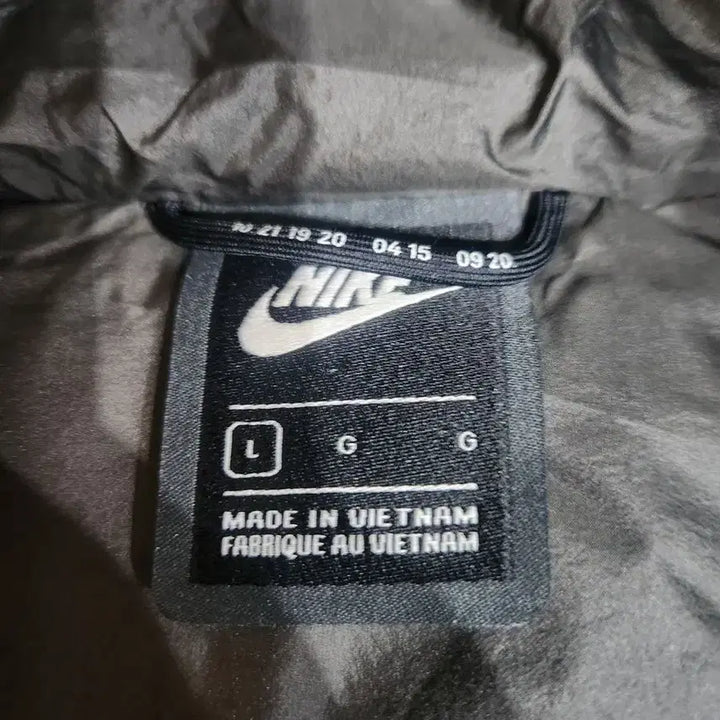 10 21 19 20 04 15 09 20
NIKE
L G G
MADE IN VIETNAM
FABRIQUE AU VIETNAM